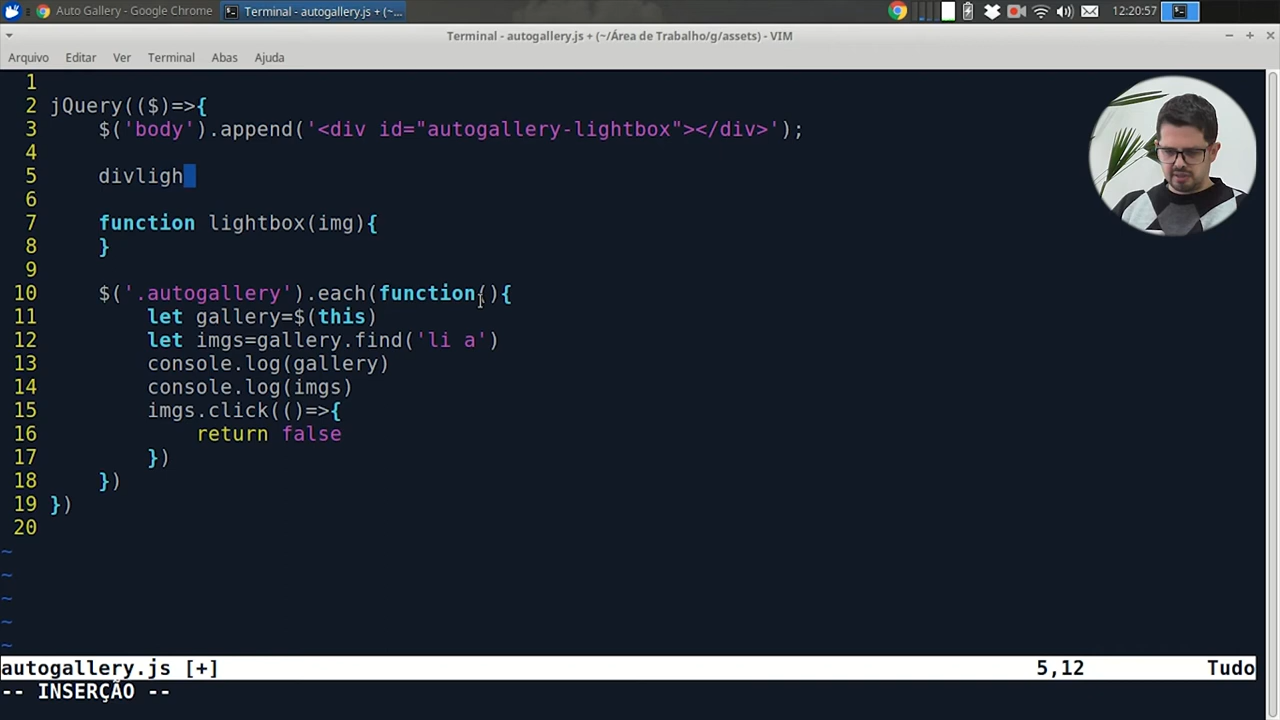 Auto Gallery - Google Chrome
Terminal - autogallery.js + (~...
12:20:57
Terminal - autogallery.js + (~/Área de Trabalho/g/assets) - VIM
Arquivo Editar Ver Terminal Abas Ajuda
1
2 jQuery(($)=>{
3     $('body').append('<div id="autogallery-lightbox"></div>');
4
5     divligh
6
7     function lightbox(img){
8     }
9
10     $('.autogallery').each(function(){
11         let gallery=$(this)
12         let imgs=gallery.find('li a')
13         console.log(gallery)
14         console.log(imgs)
15         imgs.click(()=>{
16             return false
17         })
18     })
19 })
20
~
~
~
~
~
autogallery.js [+] 5,12 Tudo
-- INSERÇÃO --